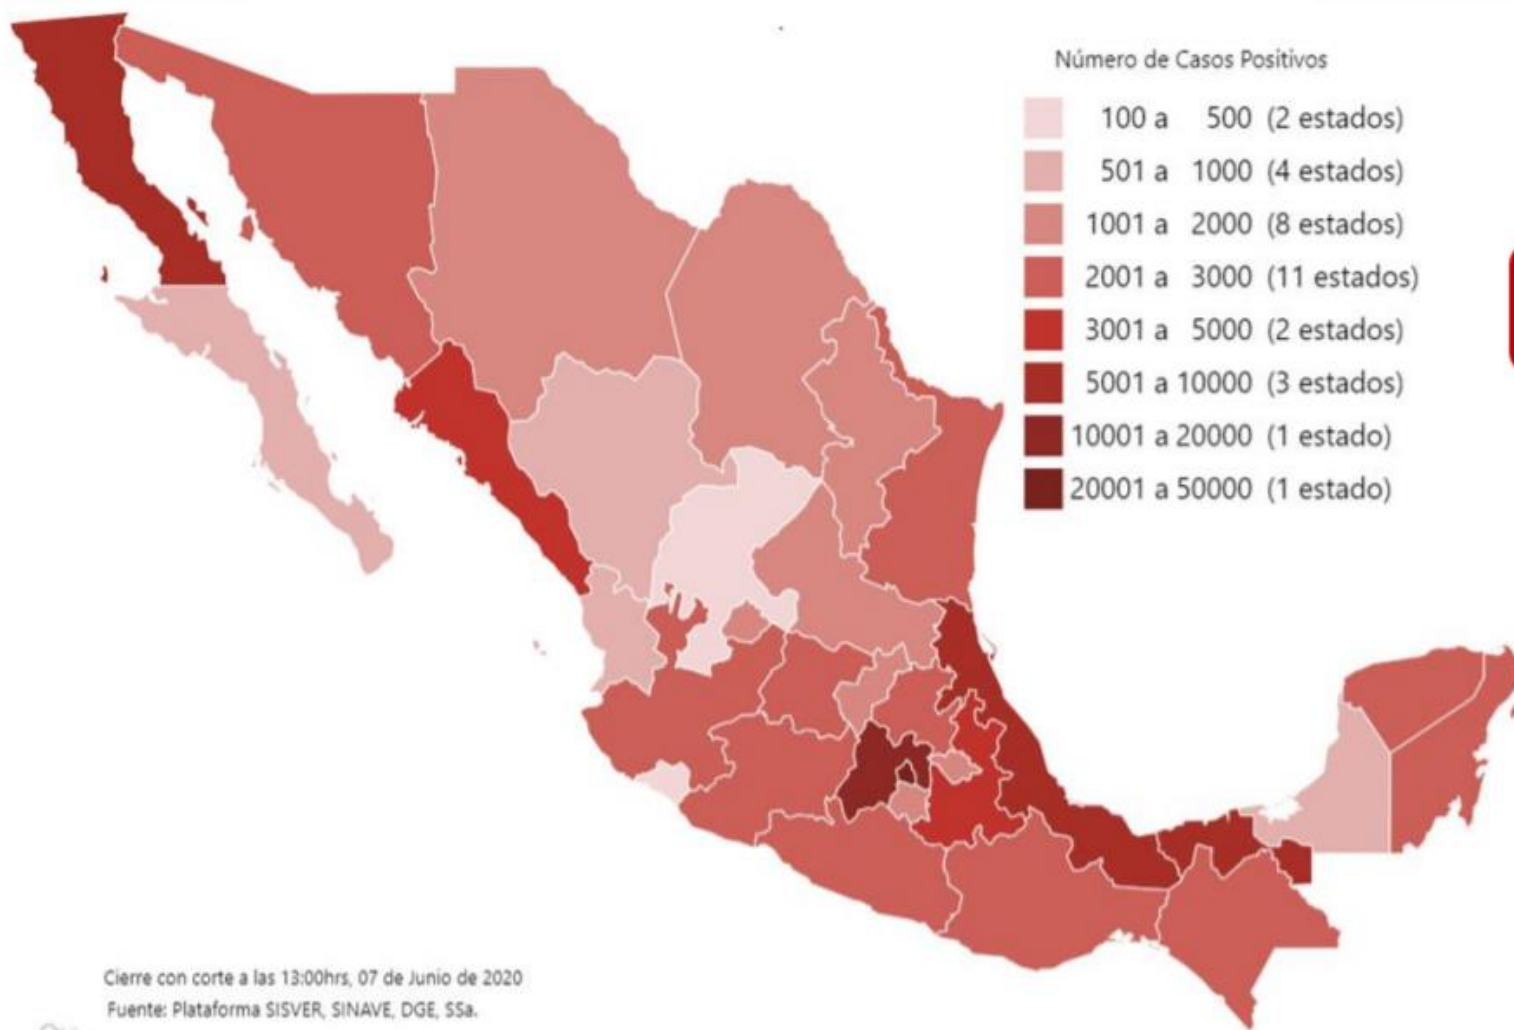 Número de Casos Positivos
100 a 500 (2 estados)
501 a 1000 (4 estados)
1001 a 2000 (8 estados)
2001 a 3000 (11 estados)
3001 a 5000 (2 estados)
5001 a 10000 (3 estados)
10001 a 20000 (1 estado)
20001 a 50000 (1 estado)
Cierre con corte a las 13:00hrs, 07 de Junio de 2020
Fuente: Plataforma SISVER, SINAVE, DGE, SSa.